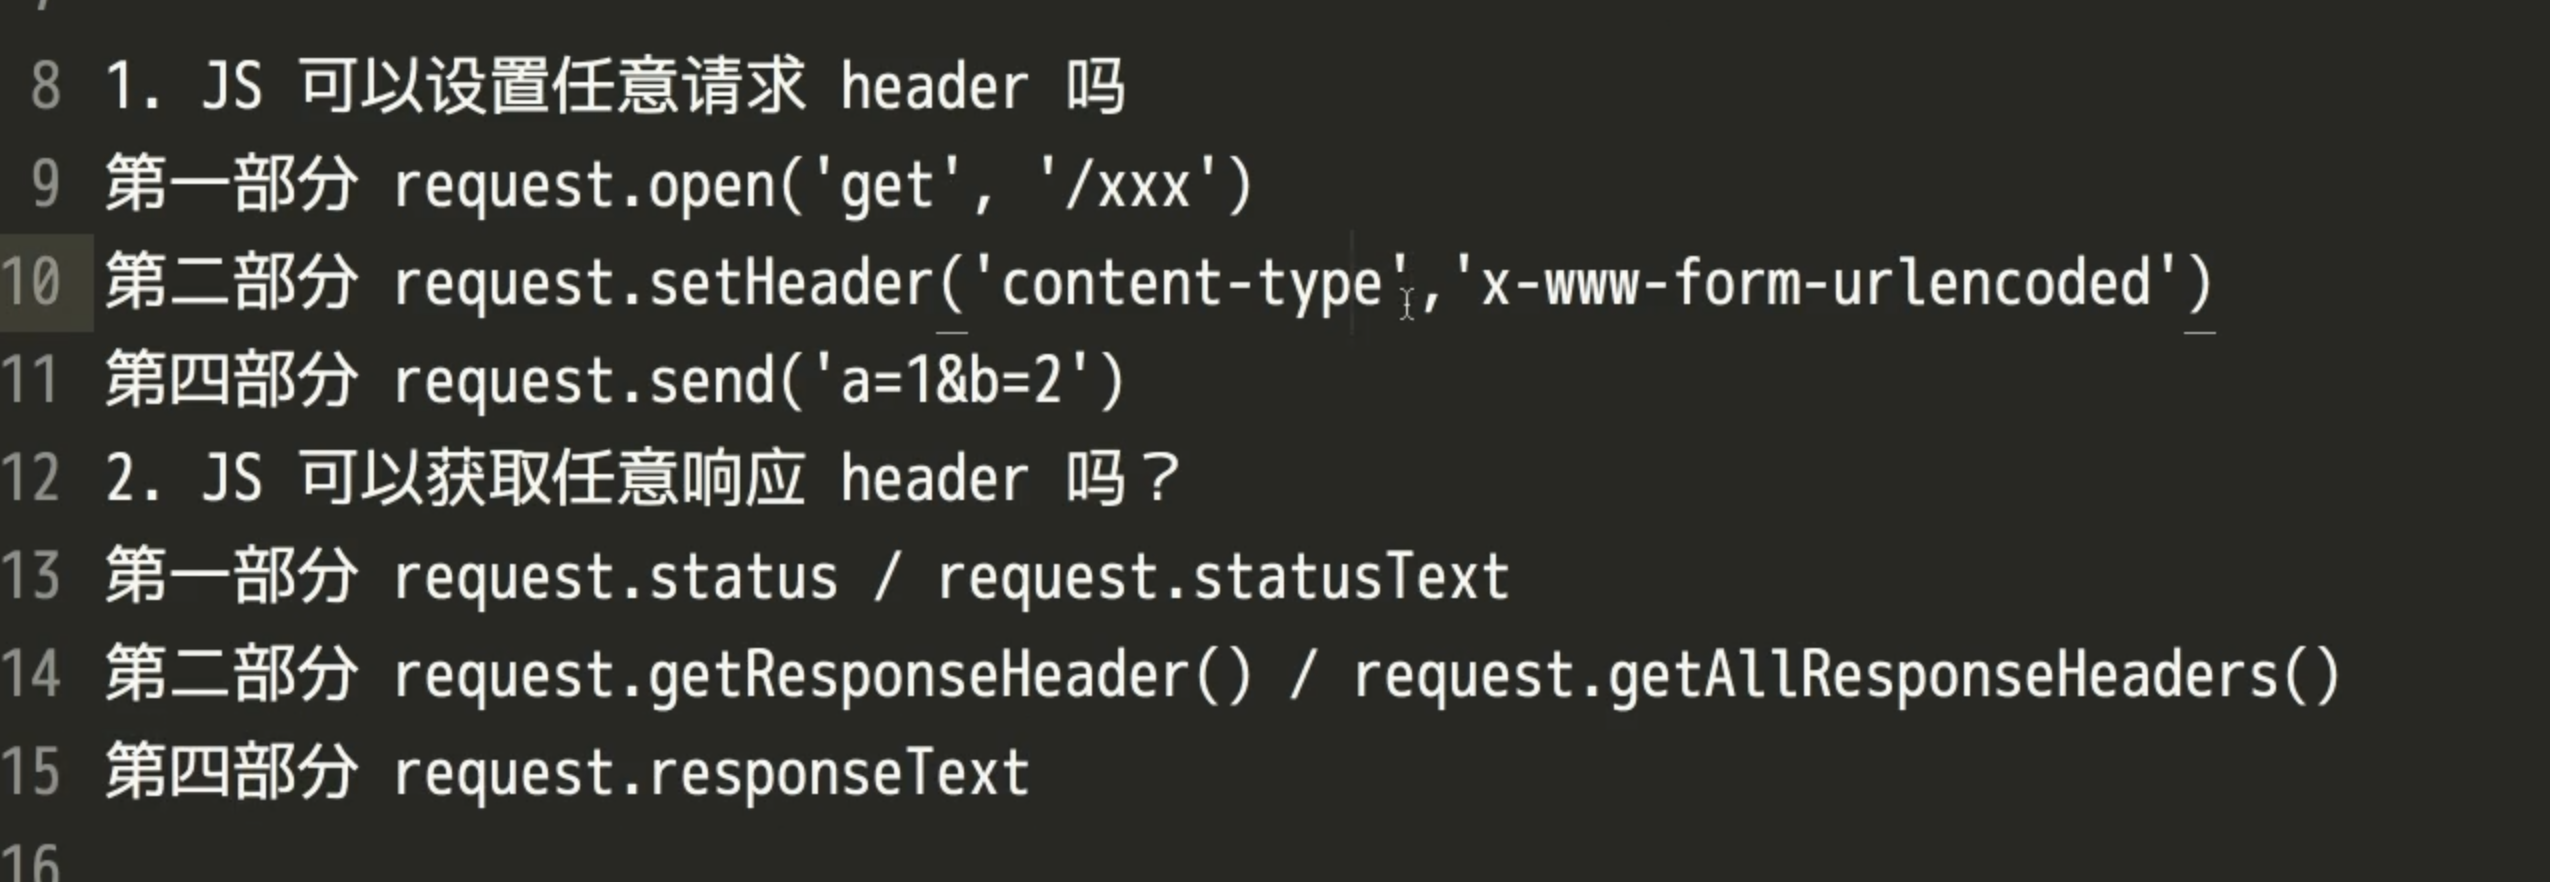 8 1. JS 可以设置任意请求 header 吗
9 第一部分 request.open('get', '/xxx')
10 第二部分 request.setHeader('content-type','x-www-form-urlencoded')
11 第四部分 request.send('a=1&b=2')
12 2. JS 可以获取任意响应 header 吗？
13 第一部分 request.status / request.statusText
14 第二部分 request.getResponseHeader() / request.getAllResponseHeaders()
15 第四部分 request.responseText
16